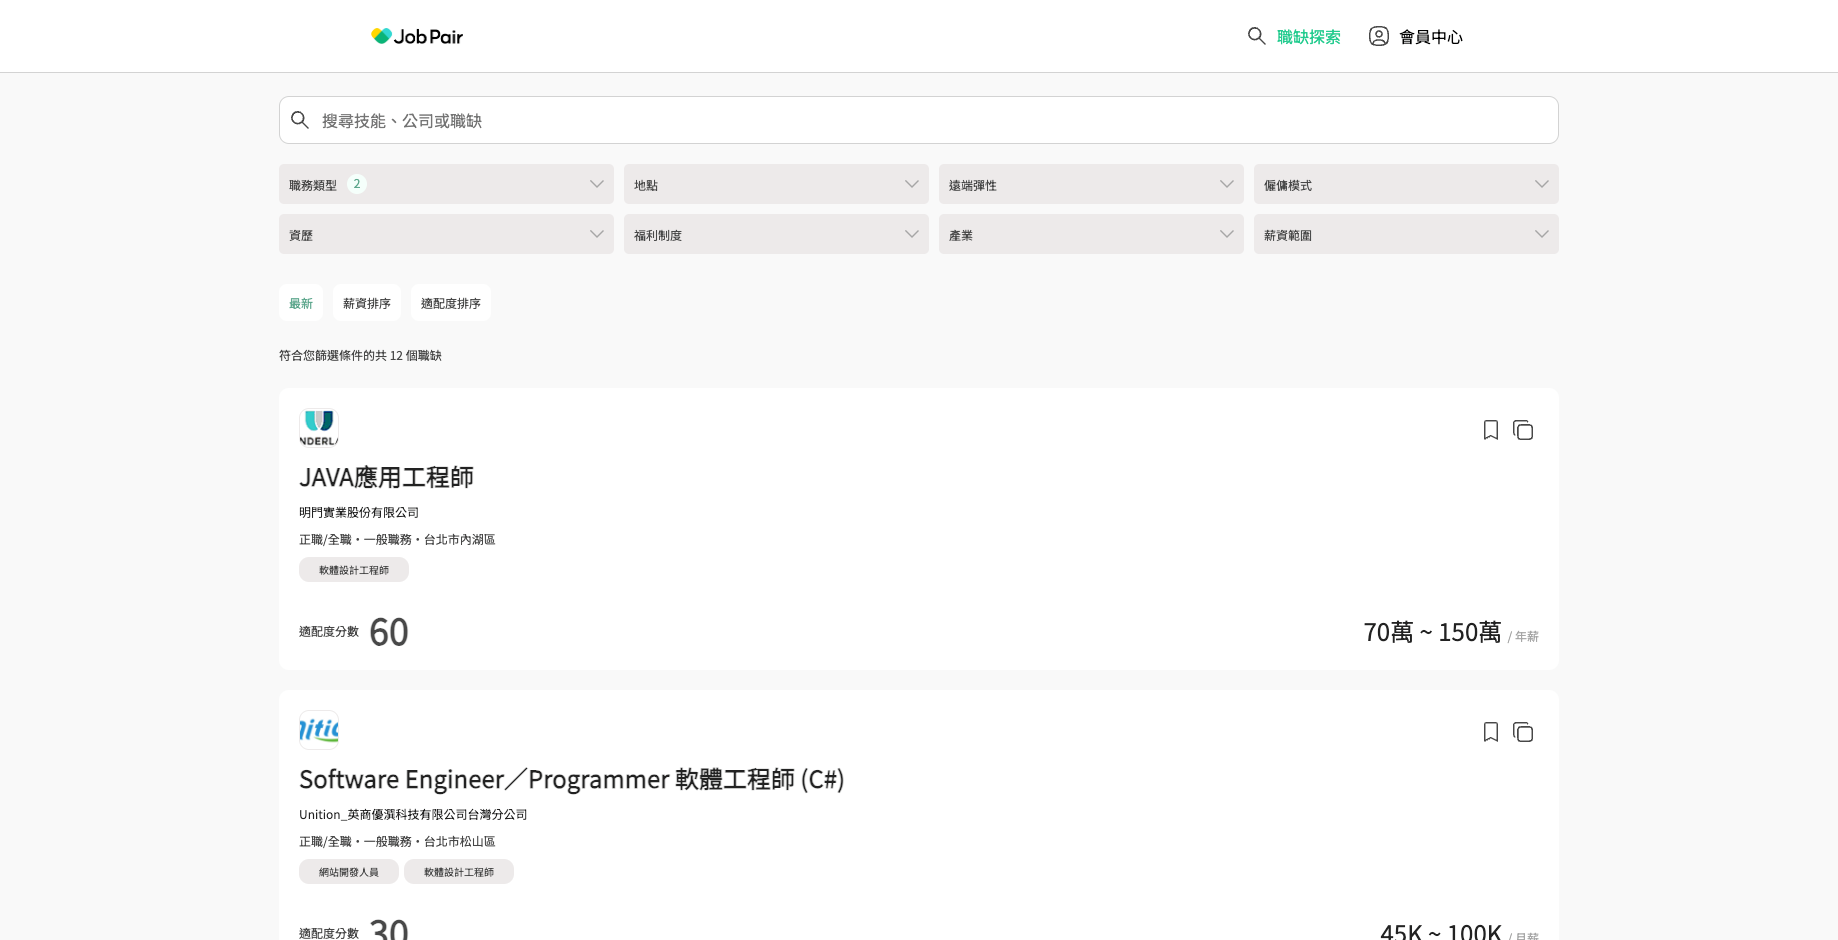 JobPair
職缺探索
會員中心
搜尋技能、公司或職缺
職務類型 2
地點
遠端彈性
僱傭模式
資歷
福利制度
產業
薪資範圍
最新
薪資排序
適配度排序
符合您篩選條件的共 12 個職缺
NDERL
JAVA應用工程師
明門實業股份有限公司
正職/全職・一般職務・台北市內湖區
軟體設計工程師
適配度分數 60
70萬 ~ 150萬 / 年薪
nitio
Software Engineer／Programmer 軟體工程師 (C#)
Unition_英商優潩科技有限公司台灣分公司
正職/全職・一般職務・台北市松山區
網站開發人員
軟體設計工程師
適配度分數 30
45K ~ 100K / 月薪